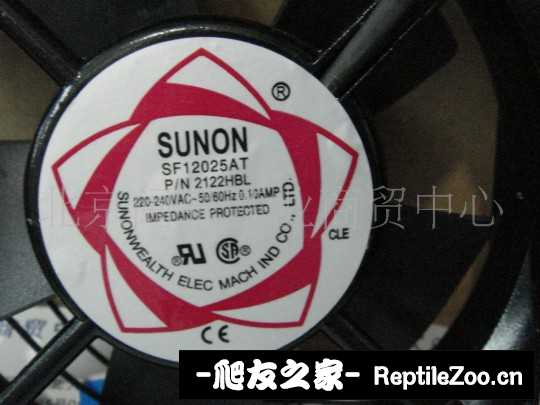 ®
SUNON
SF12025AT
P/N 2122HBL
220-240VAC~50/60Hz 0.10AMP
IMPEDANCE PROTECTED
SUNONWEALTH ELEC MACH IND CO., LTD.
CLE
CE
-爬友之家- ReptileZoo.cn